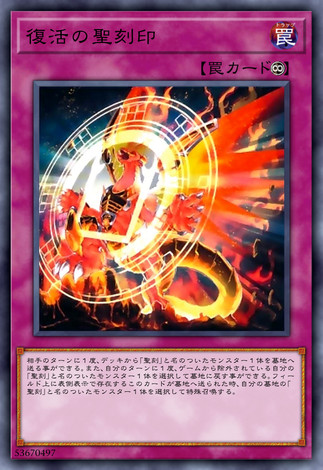 復活の聖刻印
トラップ
罠
【罠カード】
相手のターンに1度、デッキから「聖刻」と名のついたモンスター1体を墓地へ
送る事ができる。また、自分のターンに1度、ゲームから除外されている自分の
「聖刻」と名のついたモンスター1体を選択して墓地に戻す事ができる。フィー
ルド上に表側表示で存在するこのカードが墓地へ送られた時、自分の墓地の「
聖刻」と名のついたモンスター1体を選択して特殊召喚する。
53670497